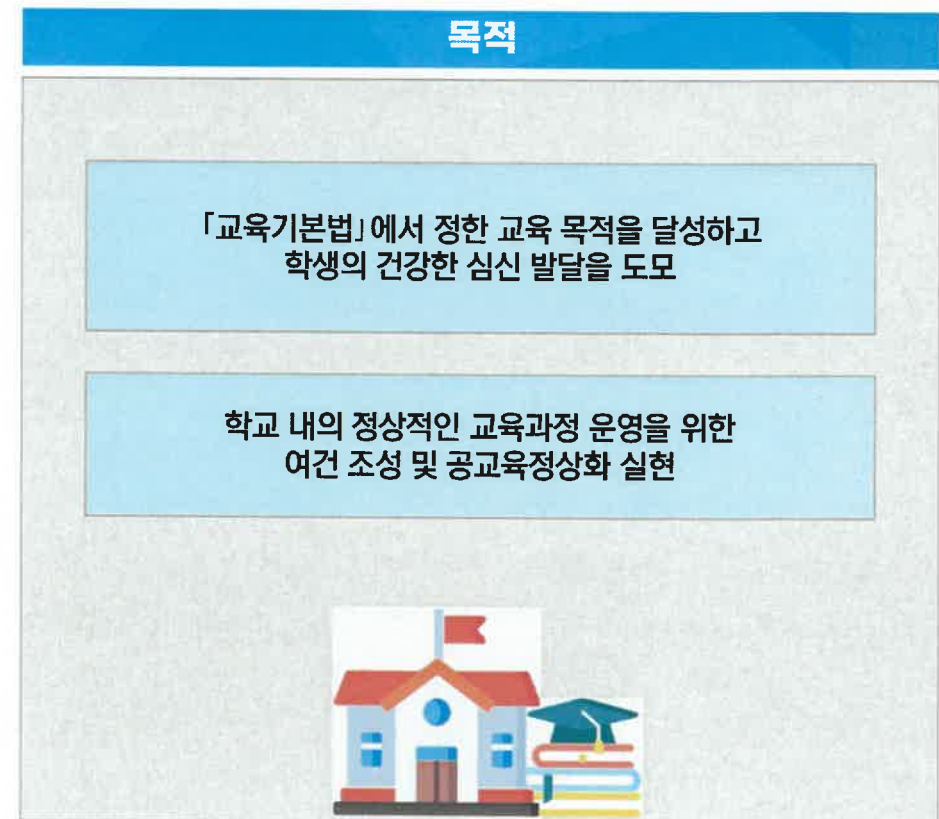 목적
「교육기본법」에서 정한 교육 목적을 달성하고
학생의 건강한 심신 발달을 도모
학교 내의 정상적인 교육과정 운영을 위한
여건 조성 및 공교육정상화 실현